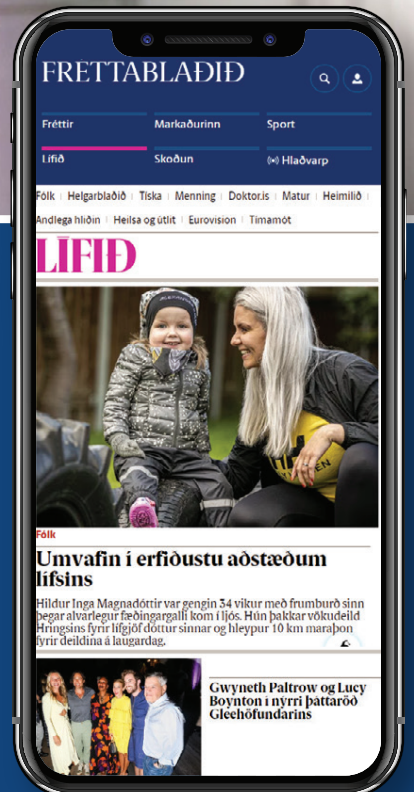 FRÉTTABLAÐIÐ
Fréttir
Markaðurinn
Sport
Lífið
Skoðun
Hlaðvarp
Fólk | Helgarblaðið | Tíska | Menning | Doktor.is | Matur | Heimilið |
Andlega hliðin | Heilsa og útlit | Eurovision | Tímamót
LÍFIÐ
Fólk
Umvafin í erfiðustu aðstæðum
lífsins
Hildur Inga Magnadóttir var gengin 34 vikur með frumburð sinn
þegar alvarlegur fæðingargalli kom í ljós. Hún þakkar vökudeild
Hringsins fyrir lífgjöf dóttur sinnar og hleypur 10 km maraþon
fyrir deildina á laugardag.
Gwyneth Paltrow og Lucy
Boynton í nýrri þáttaröð
Gleehöfundarins